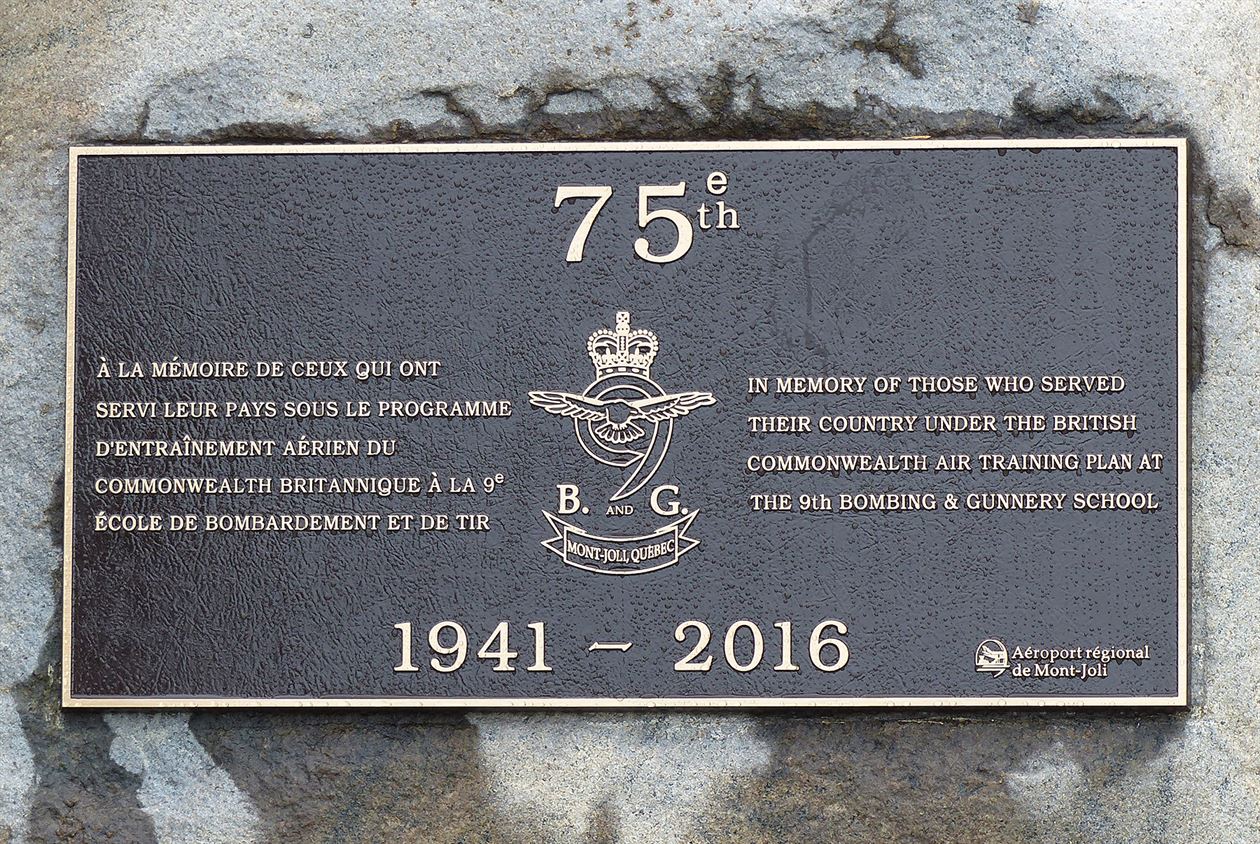 75e
th
À LA MÉMOIRE DE CEUX QUI ONT
SERVI LEUR PAYS SOUS LE PROGRAMME
D'ENTRAÎNEMENT AÉRIEN DU
COMMONWEALTH BRITANNIQUE À LA 9e
ÉCOLE DE BOMBARDEMENT ET DE TIR
9
B. AND G.
MONT-JOLI, QUÉBEC
IN MEMORY OF THOSE WHO SERVED
THEIR COUNTRY UNDER THE BRITISH
COMMONWEALTH AIR TRAINING PLAN AT
THE 9th BOMBING & GUNNERY SCHOOL
1941 – 2016
Aéroport régional
de Mont-Joli